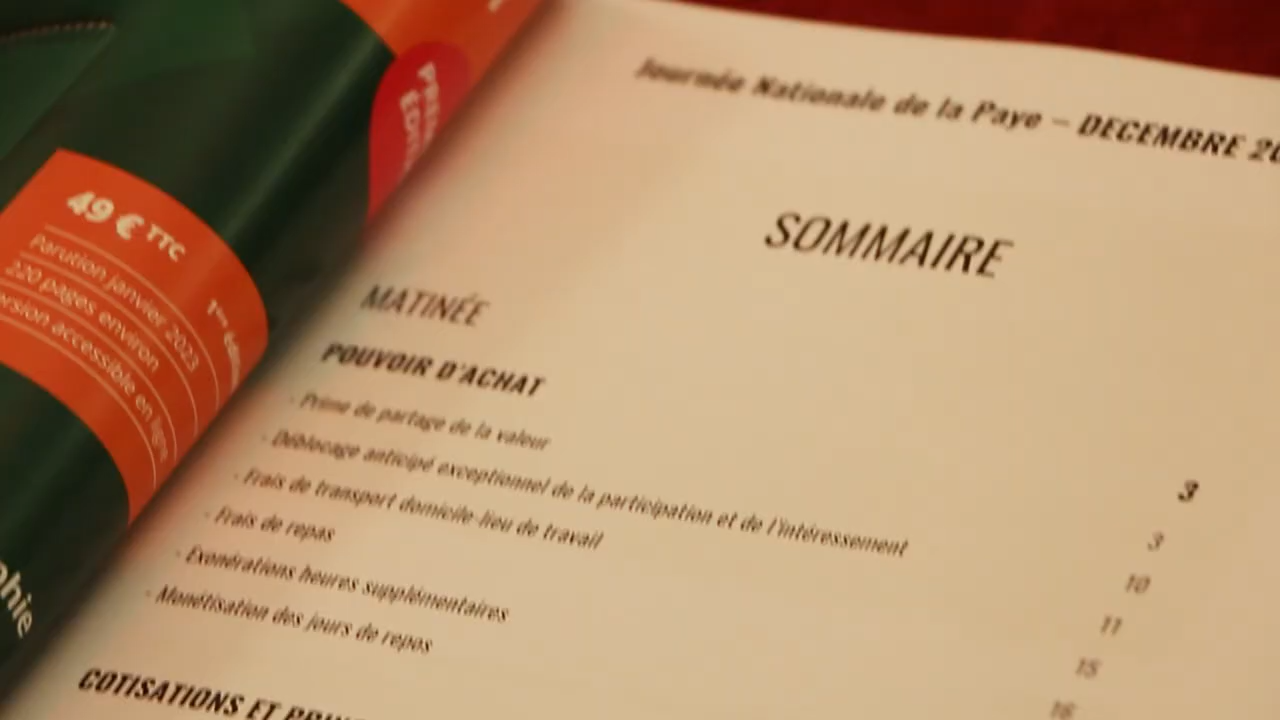 49 € TTC
Parution janvier 2023
220 pages environ
accessible en ligne
Journée Nationale de la Paye – DECEMBRE
SOMMAIRE
MATINÉE
POUVOIR D'ACHAT 3
- Prime de partage de la valeur 3
- Déblocage anticipé exceptionnel de la participation et de l'intéressement 10
- Frais de transport domicile-lieu de travail 11
- Frais de repas 15
- Exonérations heures supplémentaires 16
- Monétisation des jours de repos
COTISATIONS ET